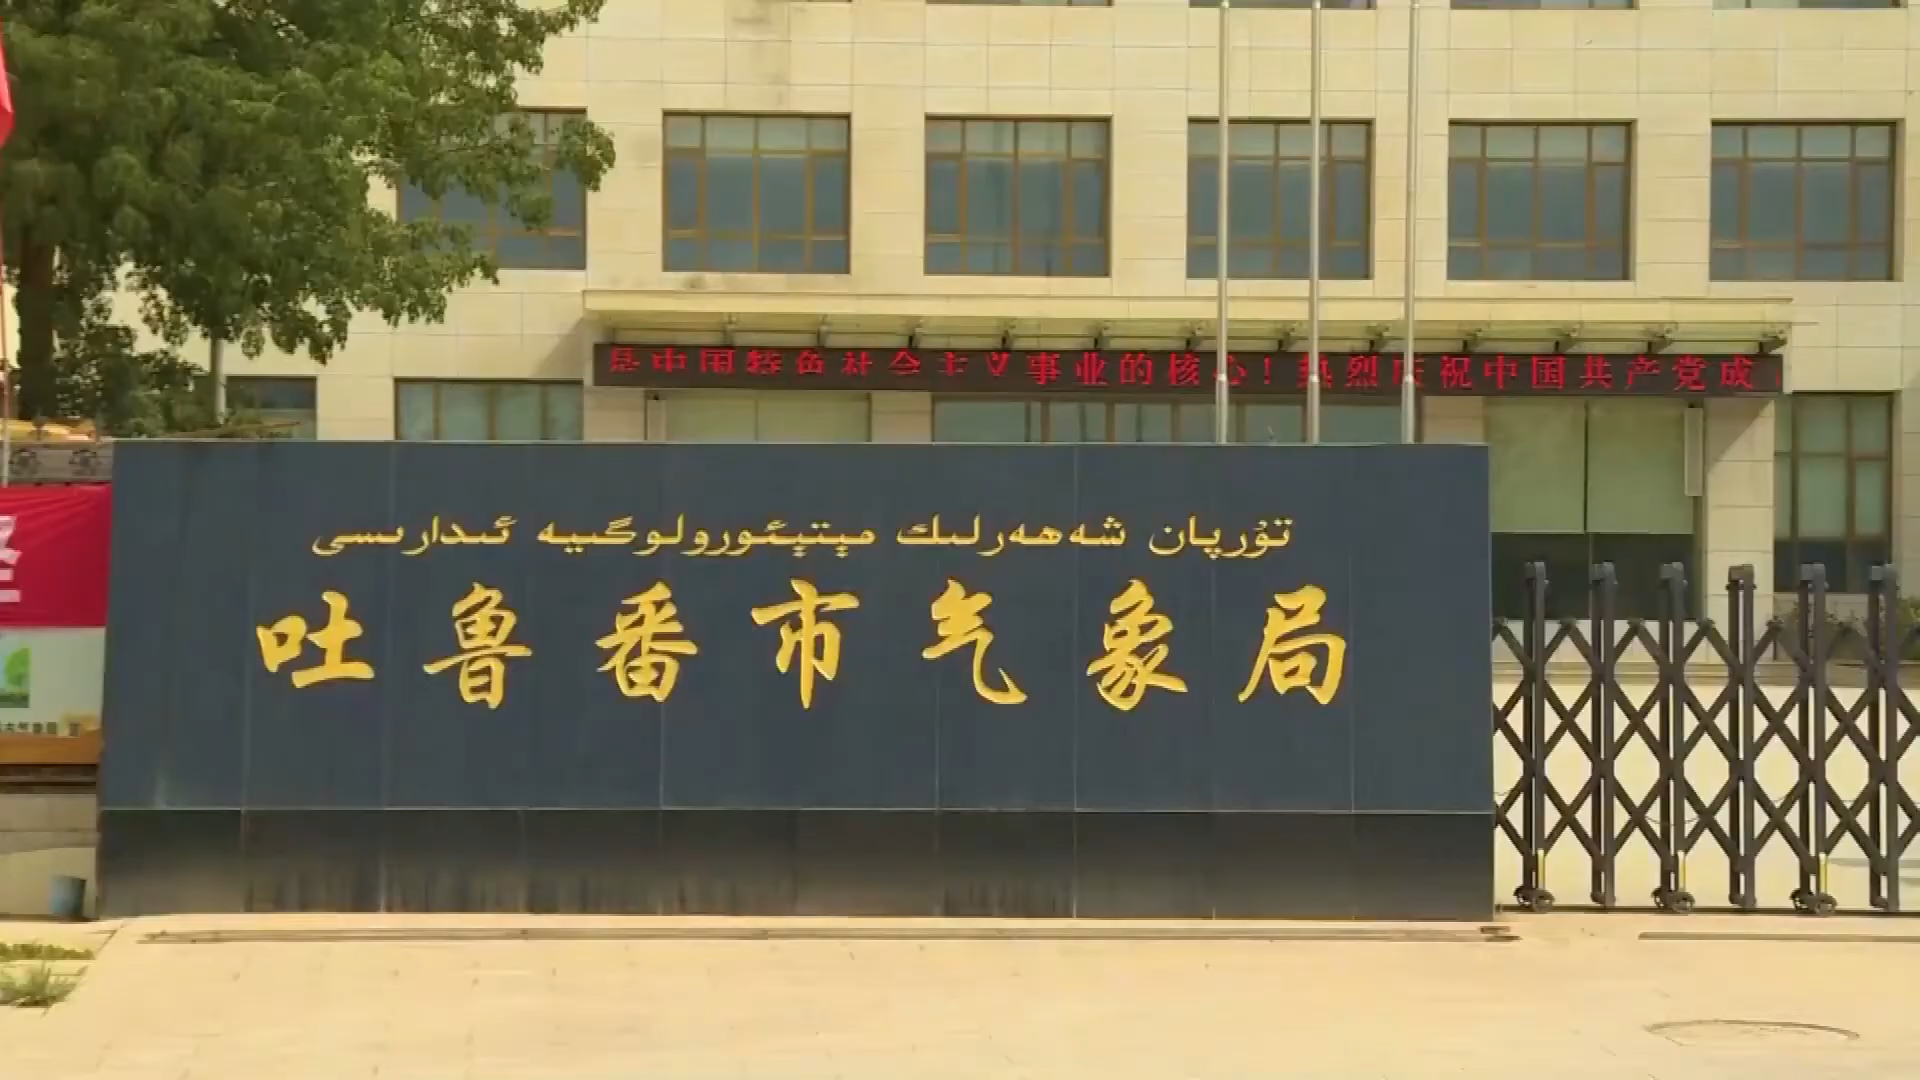 是中国特色社会主义事业的核心！热烈庆祝中国共产党成
تۇرپان شەھەرلىك مېتېئورولوگىيە ئىدارىسى
吐鲁番市气象局